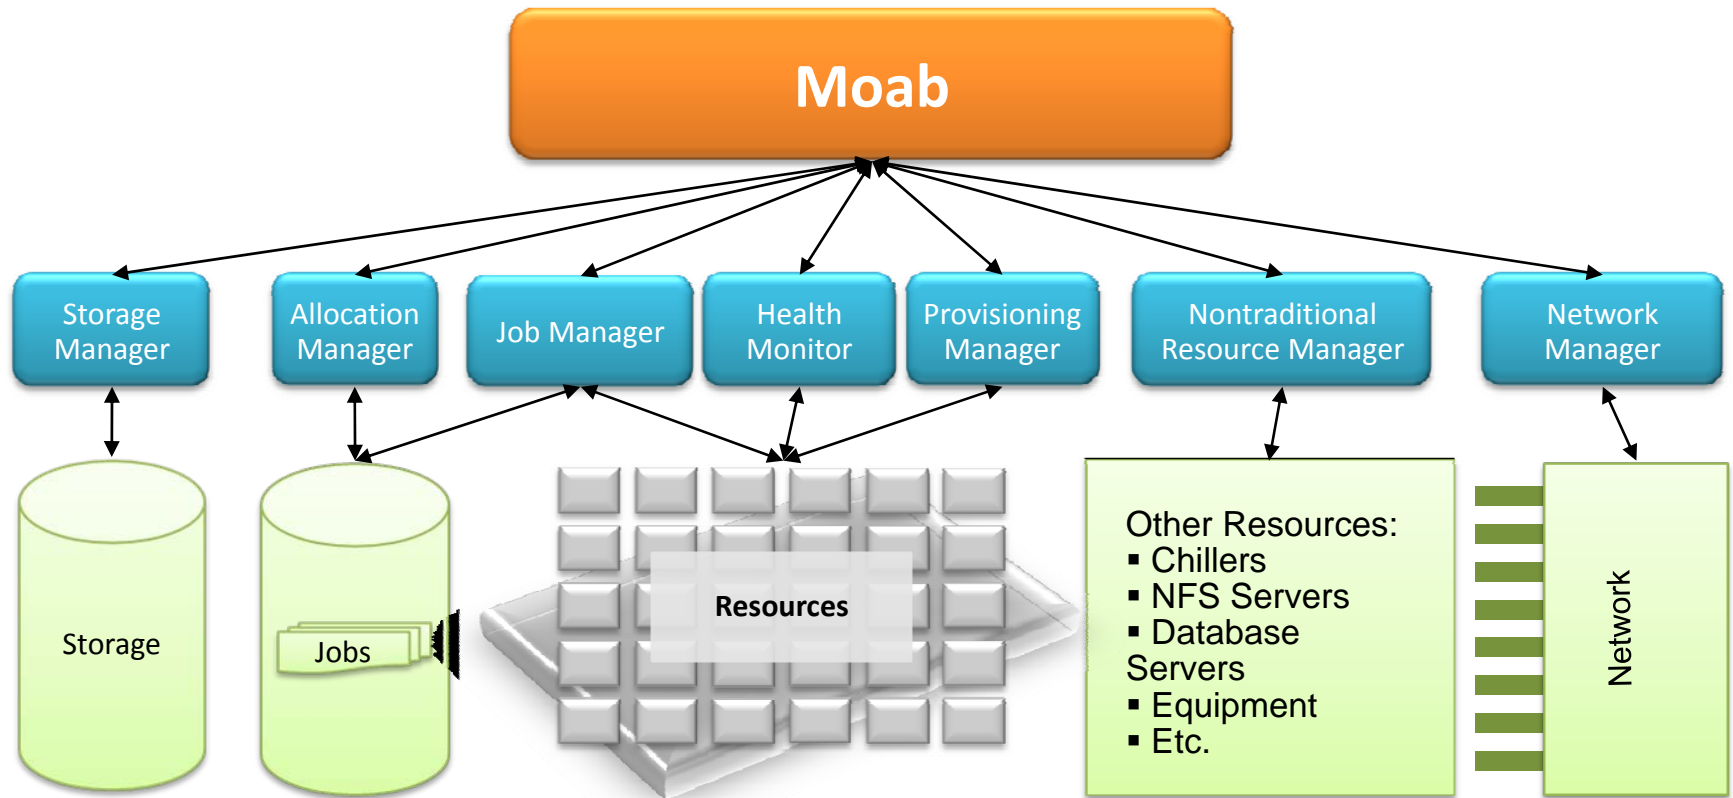 Moab
Storage
Manager
Allocation
Manager
Job Manager
Health
Monitor
Provisioning
Manager
Nontraditional
Resource Manager
Network
Manager
Storage
Jobs
Resources
Other Resources:
▪ Chillers
▪ NFS Servers
▪ Database
Servers
▪ Equipment
▪ Etc.
Network